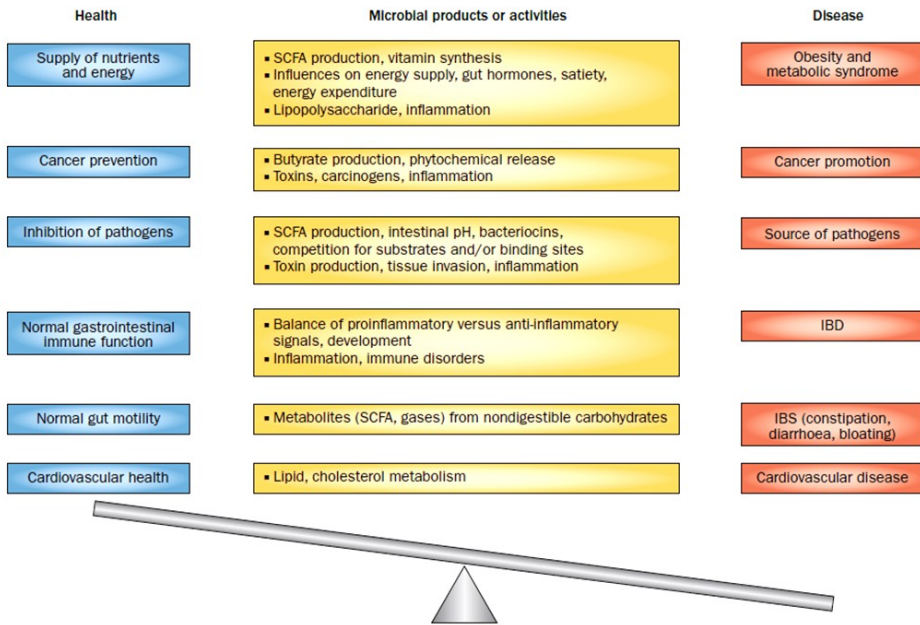 Health
Microbial products or activities
Disease
Supply of nutrients
and energy
▪ SCFA production, vitamin synthesis
▪ Influences on energy supply, gut hormones, satiety,
energy expenditure
▪ Lipopolysaccharide, inflammation
Obesity and
metabolic syndrome
Cancer prevention
▪ Butyrate production, phytochemical release
▪ Toxins, carcinogens, inflammation
Cancer promotion
Inhibition of pathogens
▪ SCFA production, intestinal pH, bacteriocins,
competition for substrates and/or binding sites
▪ Toxin production, tissue invasion, inflammation
Source of pathogens
Normal gastrointestinal
immune function
▪ Balance of proinflammatory versus anti-inflammatory
signals, development
▪ Inflammation, immune disorders
IBD
Normal gut motility
▪ Metabolites (SCFA, gases) from nondigestible carbohydrates
IBS (constipation,
diarrhoea, bloating)
Cardiovascular health
▪ Lipid, cholesterol metabolism
Cardiovascular disease